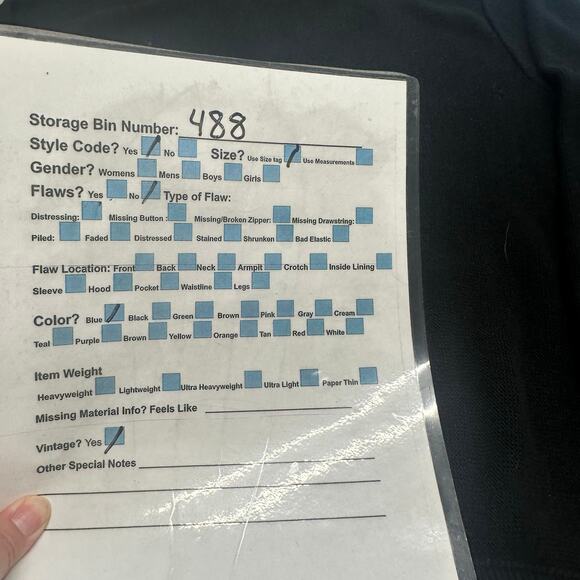 Storage Bin Number: 488
Style Code? Yes No Size? Use Size tag Use Measurements
Gender? Womens Mens Boys Girls
Flaws? Yes No Type of Flaw:
Distressing: Missing Button : Missing/Broken Zipper: Missing Drawstring:
Piled: Faded Distressed Stained Shrunken Bad Elastic
Flaw Location: Front Back Neck Armpit Crotch Inside Lining
Sleeve Hood Pocket Waistline Legs
Color? Blue Black Green Brown Pink Gray Cream
Teal Purple Brown Yellow Orange Tan Red White
Item Weight
Heavyweight Lightweight Ultra Heavyweight Ultra Light Paper Thin
Missing Material Info? Feels Like
Vintage? Yes
Other Special Notes